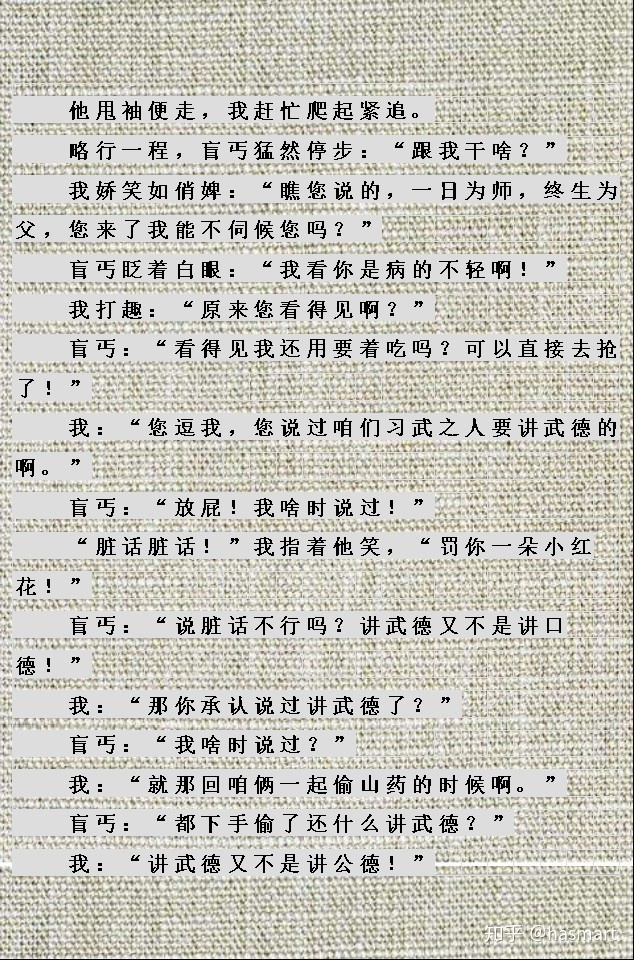 他甩袖便走，我赶忙爬起紧追。
略行一程，盲丐猛然停步：“跟我干啥？”
我娇笑如俏婢：“瞧您说的，一日为师，终生为
父，您来了我能不伺候您吗？”
盲丐眨着白眼：“我看你是病的不轻啊！”
我打趣：“原来您看得见啊？”
盲丐：“看得见我还用要着吃吗？可以直接去抢
了！”
我：“您逗我，您说过咱们习武之人要讲武德的
啊。”
盲丐：“放屁！我啥时说过！”
“脏话脏话！”我指着他笑，“罚你一朵小红
花！”
盲丐：“说脏话不行吗？讲武德又不是讲口
德！”
我：“那你承认说过讲武德了？”
盲丐：“我啥时说过？”
我：“就那回咱俩一起偷山药的时候啊。”
盲丐：“都下手偷了还什么讲武德？”
我：“讲武德又不是讲公德！”
知乎 @hasmart